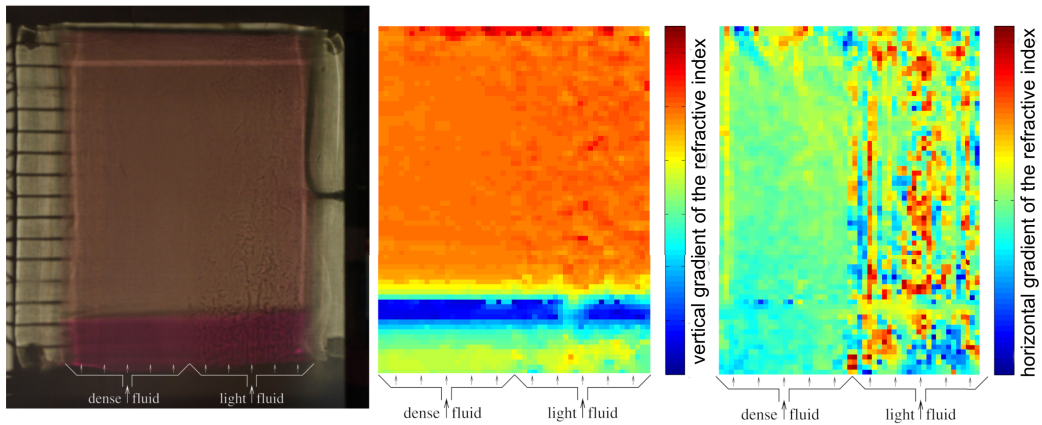 vertical gradient of the refractive index
horizontal gradient of the refractive index
dense fluid
light fluid
dense fluid
light fluid
dense fluid
light fluid